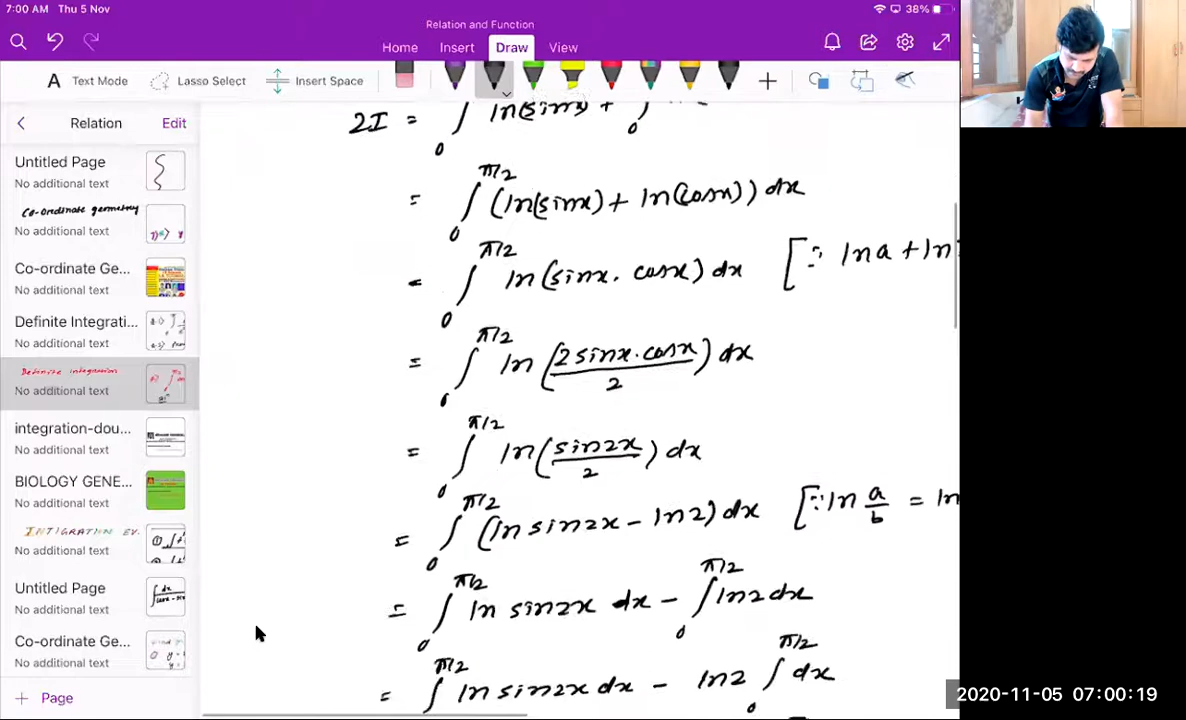 7:00 AM Thu 5 Nov
38%
Relation and Function
Home Insert Draw View
A Text Mode Lasso Select Insert Space
Relation Edit
Untitled Page
No additional text
Co-ordinate geometry
No additional text
Co-ordinate Ge...
No additional text
Definite Integrati...
No additional text
Definite integration
No additional text
integration-dou...
No additional text
BIOLOGY GENE...
No additional text
INTIGRATION EV.
No additional text
Untitled Page
No additional text
Co-ordinate Ge...
No additional text
+ Page
2I = ∫₀ ln(sinx) + ∫₀
= ∫₀^π/2 (ln(sinx) + ln(cosx)) dx
= ∫₀^π/2 ln(sinx. cosx) dx [∵ lna + ln
= ∫₀^π/2 ln(2sinx.cosx/2) dx
= ∫₀^π/2 ln(sin2x/2) dx
= ∫₀^π/2 (ln sin2x - ln2) dx [∵ ln a/b = ln
= ∫₀^π/2 ln sin2x dx - ∫₀^π/2 ln2 dx
= ∫^π/2 ln sin2x dx - ln2 ∫₀^π/2 dx
2020-11-05 07:00:19